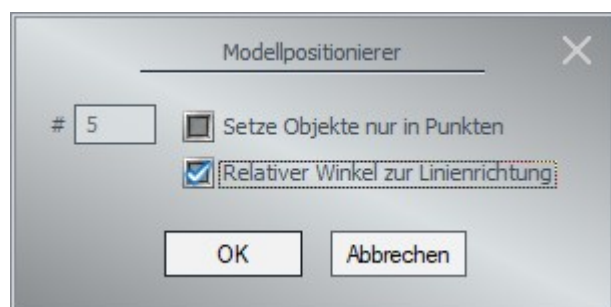 Modellpositionierer
# 5
Setze Objekte nur in Punkten
Relativer Winkel zur Linienrichtung
OK Abbrechen